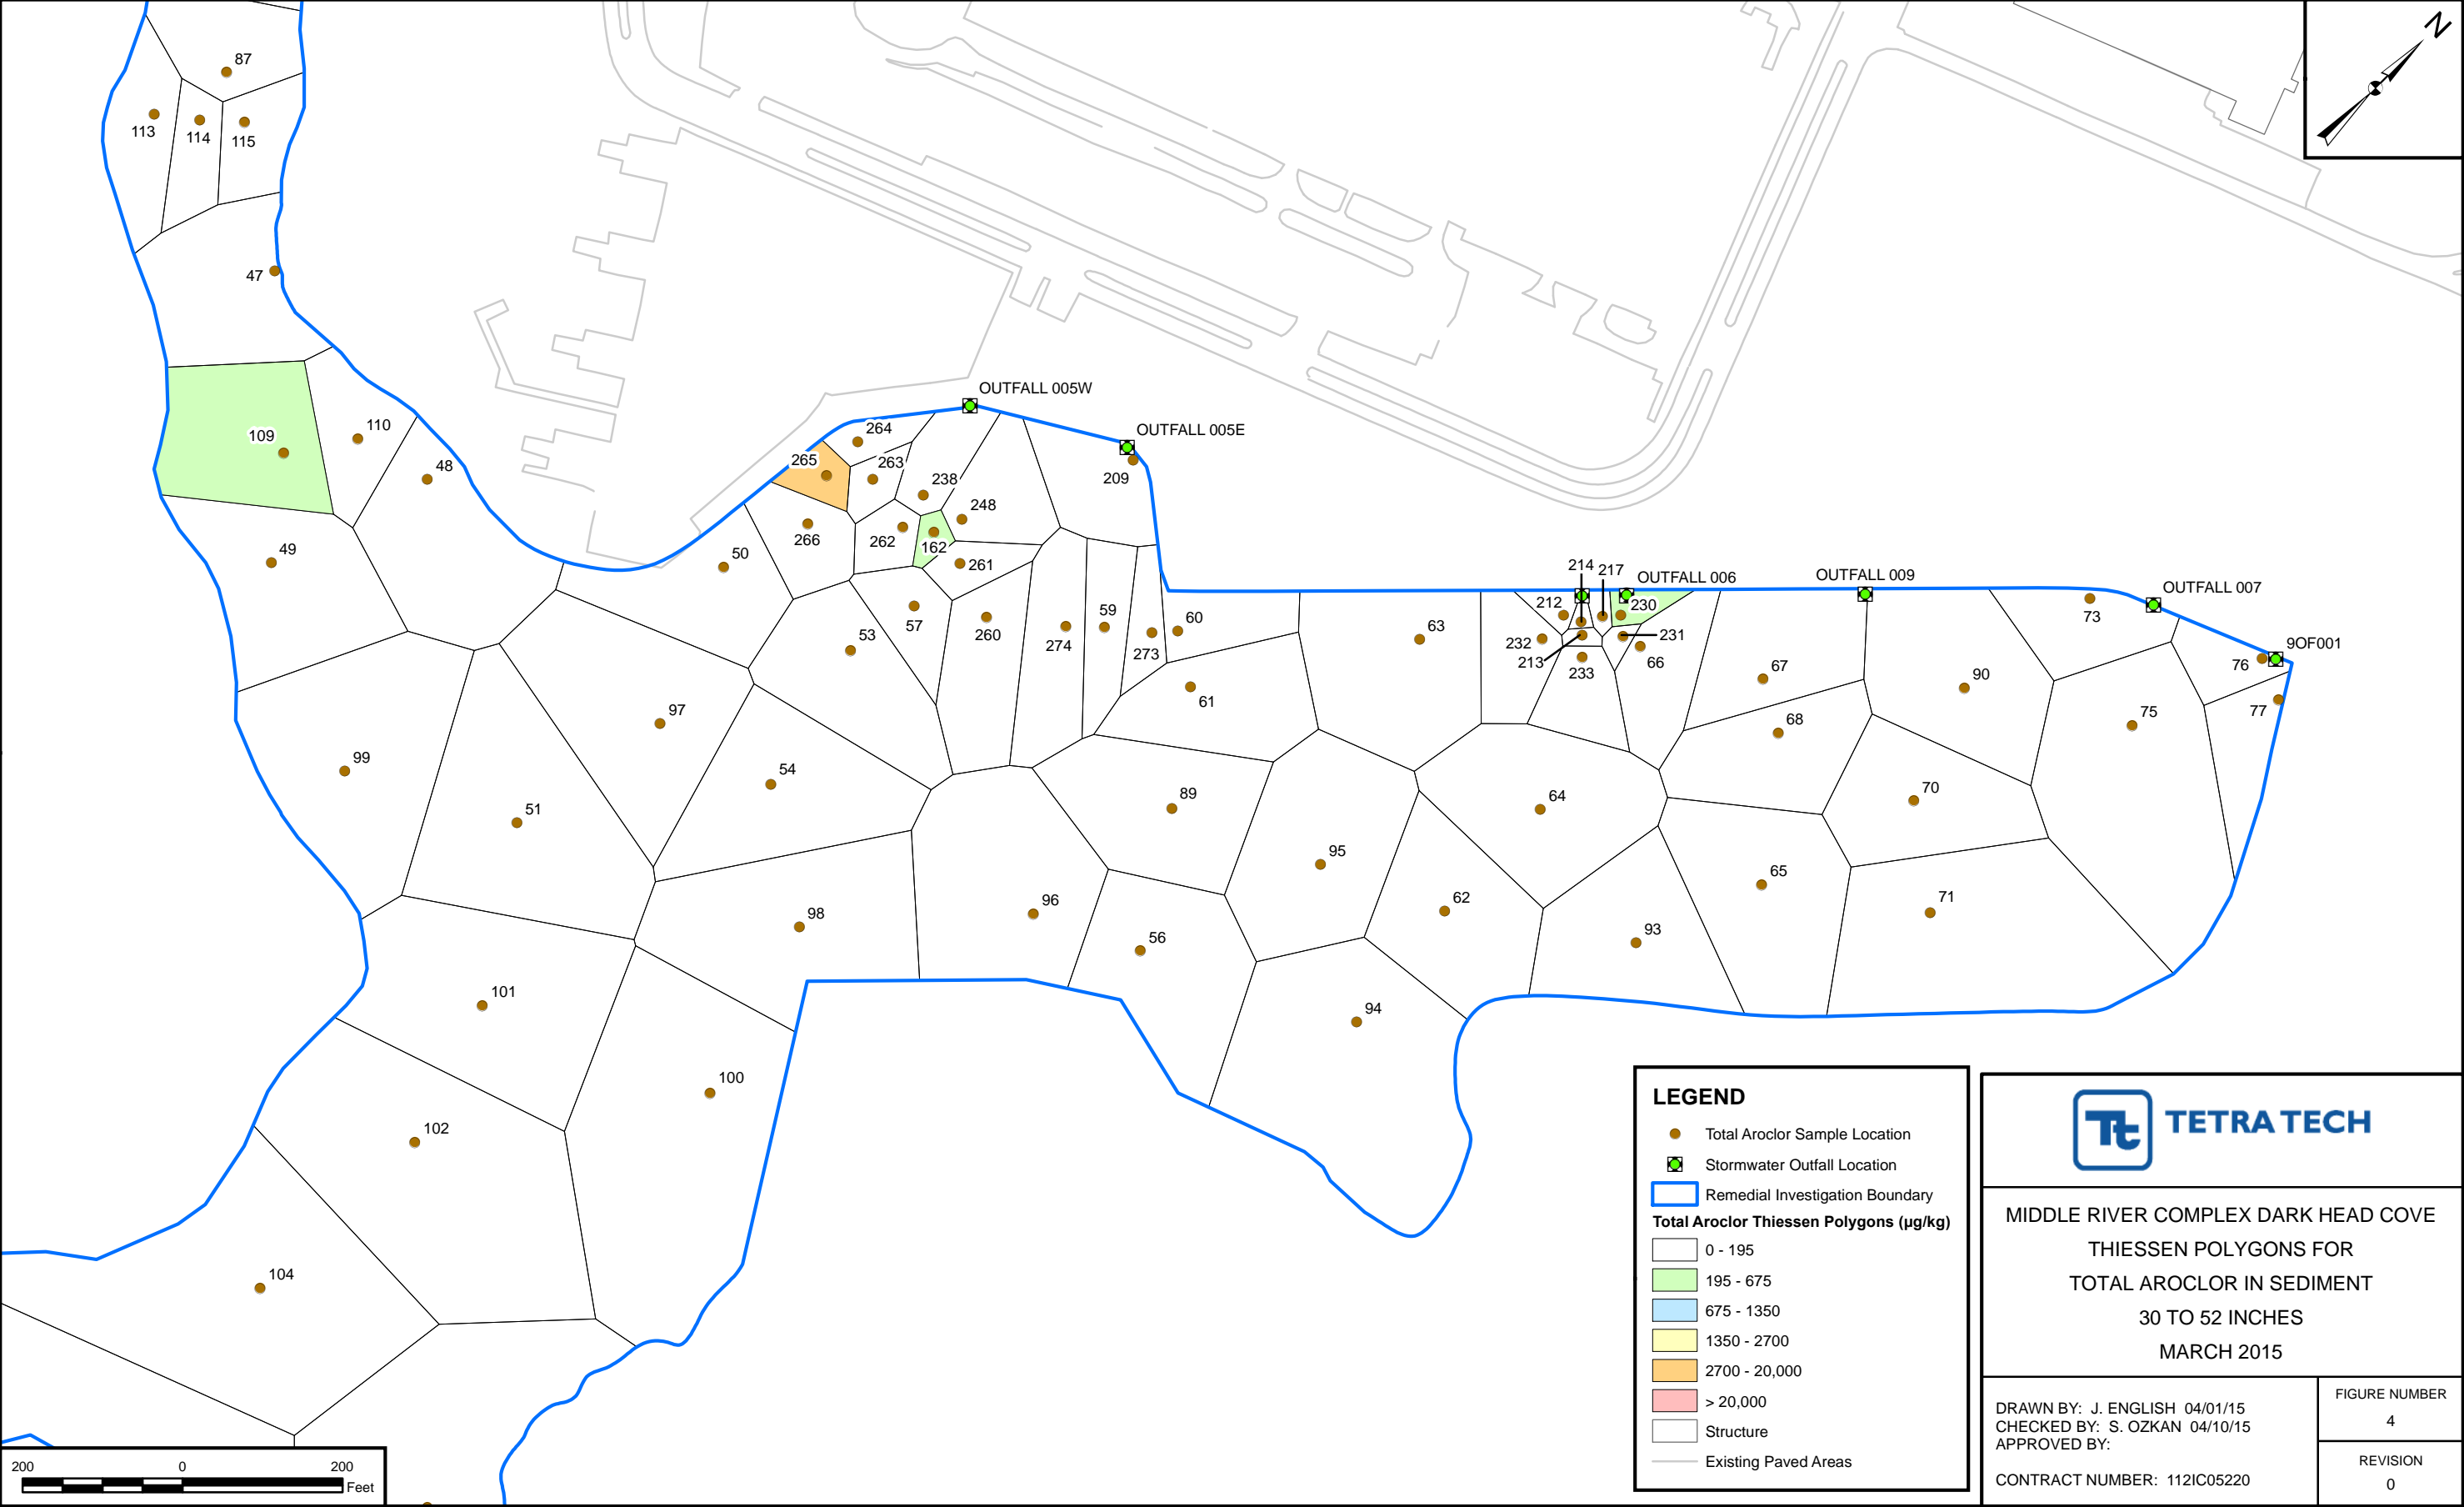 N
87
113
114
115
47
OUTFALL 005W
OUTFALL 005E
109
110
264
265
263
48
238
209
248
49
50
266
262
162
261
214
217
OUTFALL 006
OUTFALL 009
OUTFALL 007
212
230
73
57
260
274
59
60
273
53
63
232
213
233
231
66
9OF001
76
67
90
61
77
97
68
75
99
54
51
89
64
70
95
65
98
96
62
71
56
93
101
94
100
102
104
LEGEND
Total Aroclor Sample Location
Stormwater Outfall Location
Remedial Investigation Boundary
Total Aroclor Thiessen Polygons (µg/kg)
0 - 195
195 - 675
675 - 1350
1350 - 2700
2700 - 20,000
> 20,000
Structure
Existing Paved Areas
Tt TETRA TECH
MIDDLE RIVER COMPLEX DARK HEAD COVE
THIESSEN POLYGONS FOR
TOTAL AROCLOR IN SEDIMENT
30 TO 52 INCHES
MARCH 2015
DRAWN BY: J. ENGLISH 04/01/15
CHECKED BY: S. OZKAN 04/10/15
APPROVED BY:
CONTRACT NUMBER: 112IC05220
FIGURE NUMBER
4
REVISION
0
200 0 200
Feet